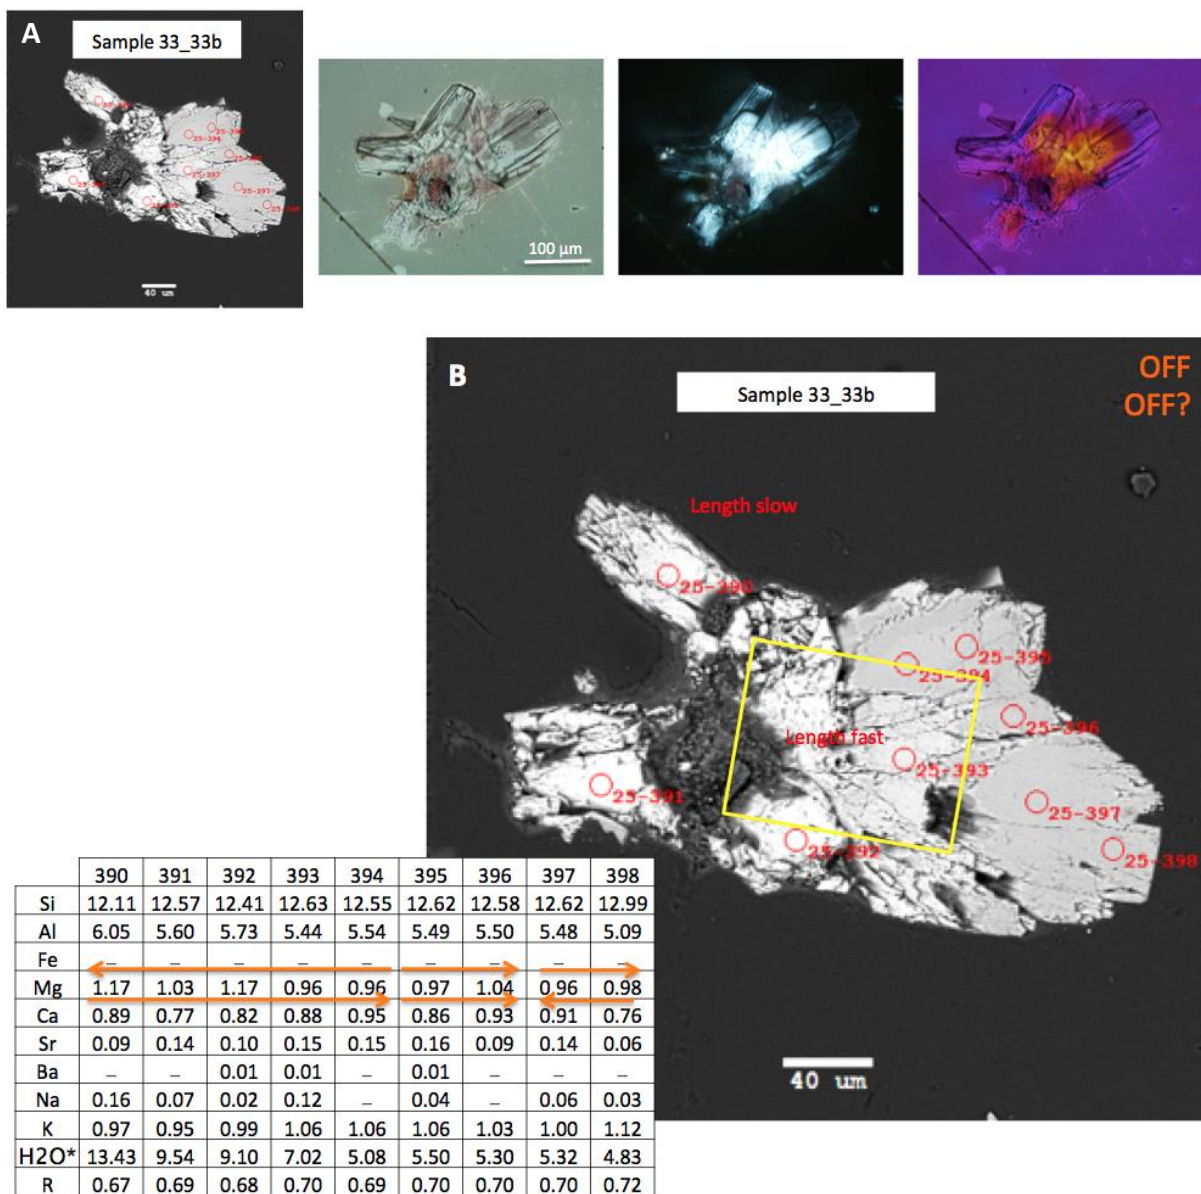 A
Sample 33_33b
25-394
25-393
25-397
40 um
100 µm
B
Sample 33_33b
OFF
OFF?
Length slow
25-390
25-395
25-394
25-396
Length fast
25-393
25-391
25-397
25-392
25-398
40 um
390 391 392 393 394 395 396 397 398
Si 12.11 12.57 12.41 12.63 12.55 12.62 12.58 12.62 12.99
Al 6.05 5.60 5.73 5.44 5.54 5.49 5.50 5.48 5.09
Fe – – – – – – – – –
Mg 1.17 1.03 1.17 0.96 0.96 0.97 1.04 0.96 0.98
Ca 0.89 0.77 0.82 0.88 0.95 0.86 0.93 0.91 0.76
Sr 0.09 0.14 0.10 0.15 0.15 0.16 0.09 0.14 0.06
Ba – – 0.01 0.01 – 0.01 – – –
Na 0.16 0.07 0.02 0.12 – 0.04 – 0.06 0.03
K 0.97 0.95 0.99 1.06 1.06 1.06 1.03 1.00 1.12
H2O* 13.43 9.54 9.10 7.02 5.08 5.50 5.30 5.32 4.83
R 0.67 0.69 0.68 0.70 0.69 0.70 0.70 0.70 0.72